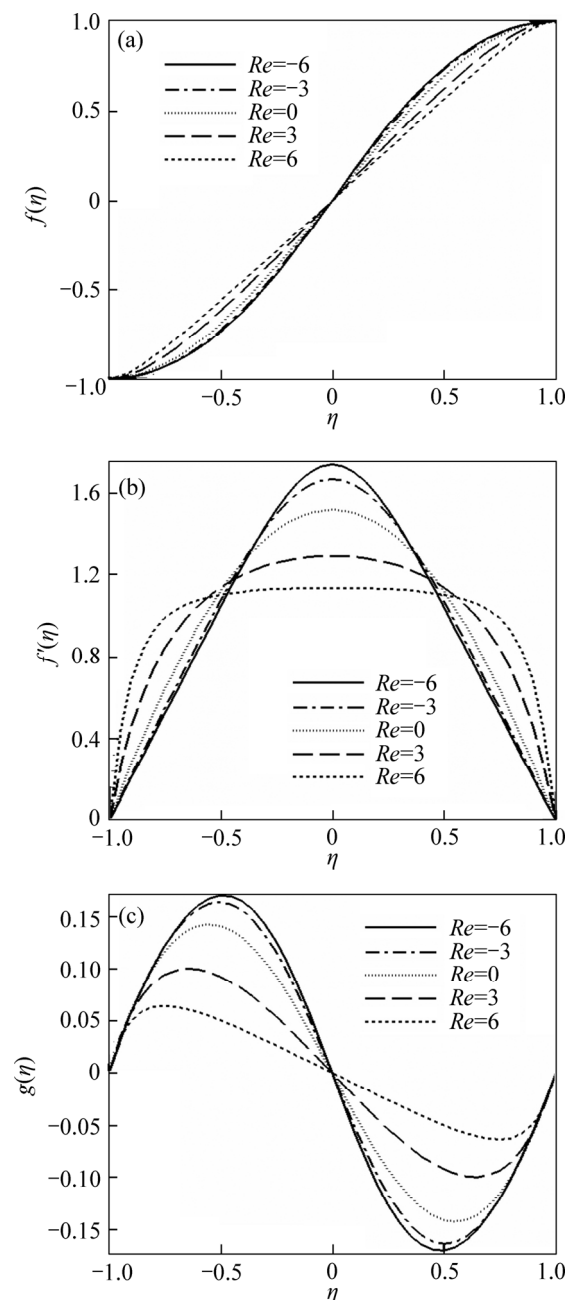 (a)
Re=−6
Re=−3
Re=0
Re=3
Re=6
1.0
0.5
0
−0.5
−1.0
f(η)
−0.5 0 0.5 1.0
η
(b)
1.6
1.2
0.8
0.4
0
f′(η)
Re=−6
Re=−3
Re=0
Re=3
Re=6
−1.0 −0.5 0 0.5 1.0
η
(c)
Re=−6
Re=−3
Re=0
Re=3
Re=6
0.15
0.10
0.05
0
−0.05
−0.10
−0.15
g(η)
−1.0 −0.5 0 0.5 1.0
η